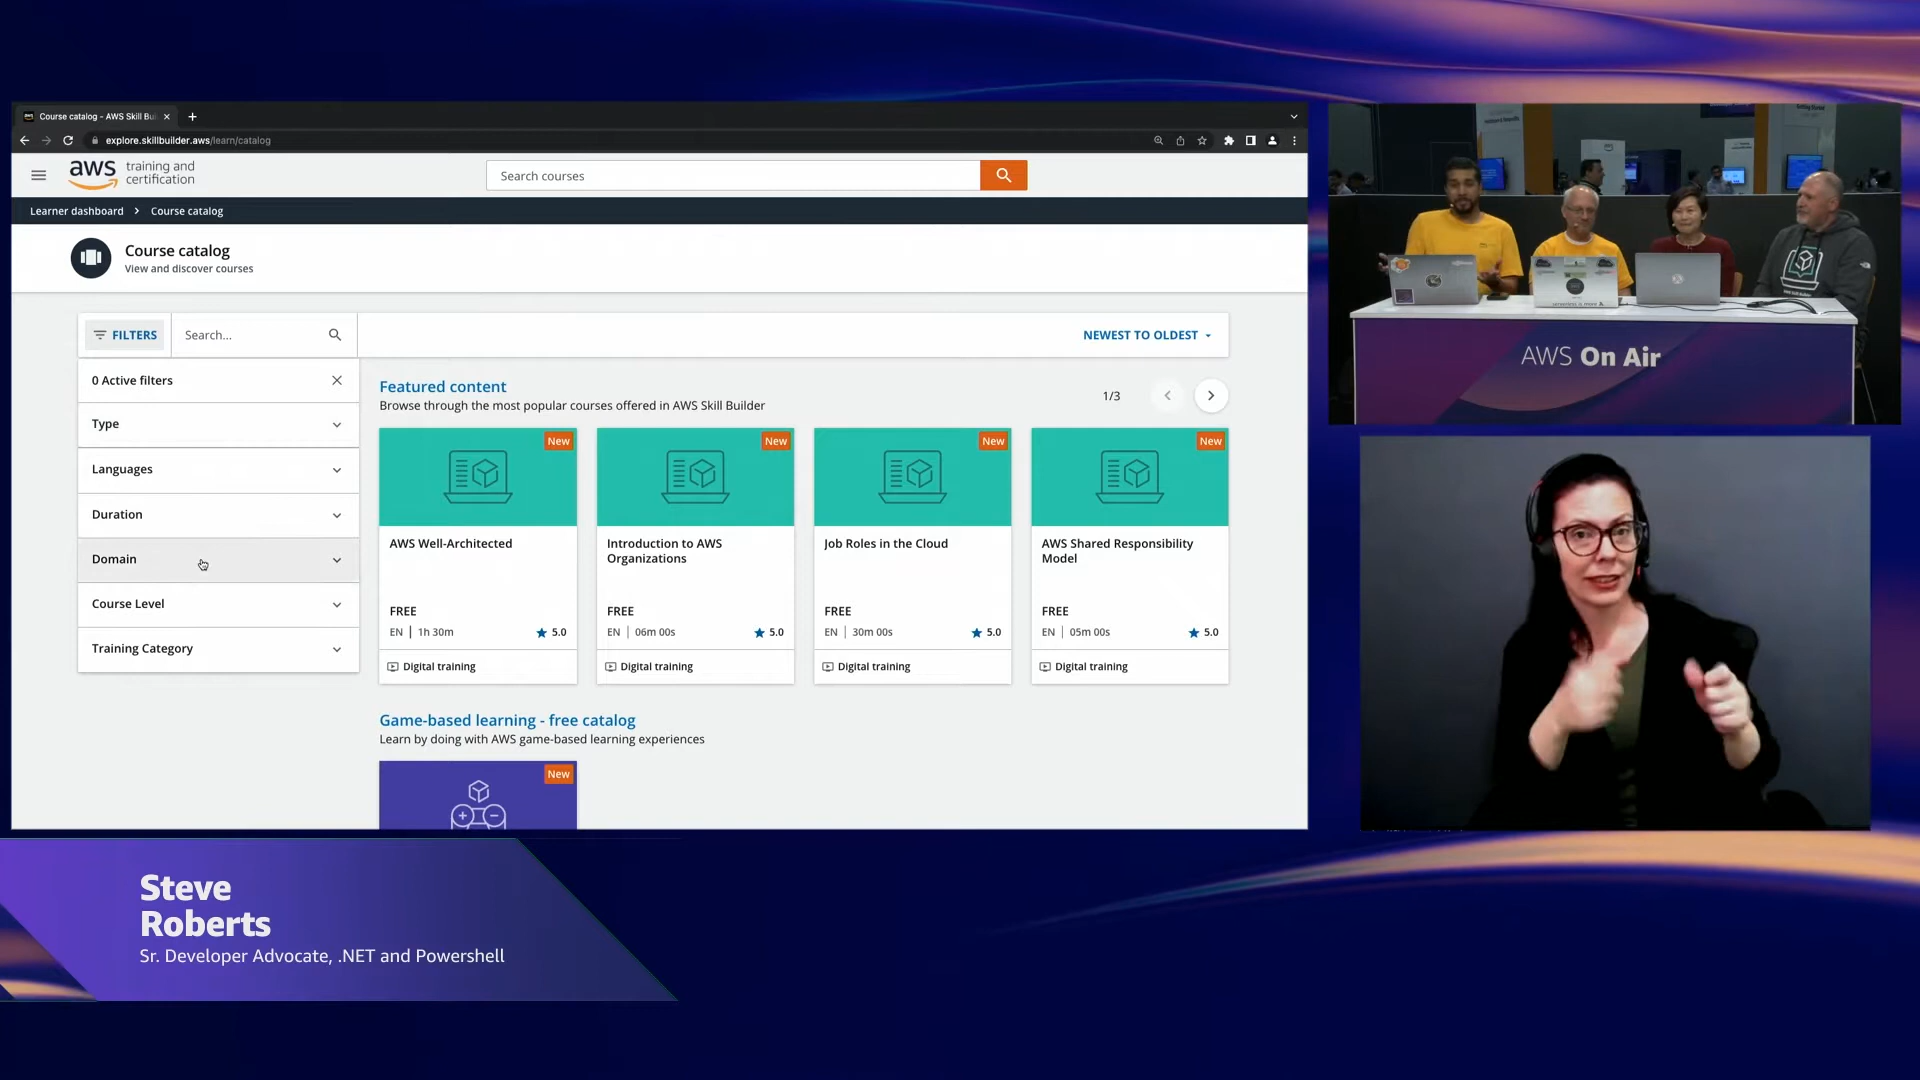 Course catalog - AWS Skill Bu
explore.skillbuilder.aws/learn/catalog
aws training and certification
Search courses
Learner dashboard > Course catalog
Course catalog
View and discover courses
FILTERS
Search...
NEWEST TO OLDEST
0 Active filters
Type
Languages
Duration
Domain
Course Level
Training Category
Featured content
Browse through the most popular courses offered in AWS Skill Builder
1/3
New
AWS Well-Architected
FREE
EN | 1h 30m
5.0
Digital training
New
Introduction to AWS
Organizations
FREE
EN | 06m 00s
5.0
Digital training
New
Job Roles in the Cloud
FREE
EN | 30m 00s
5.0
Digital training
New
AWS Shared Responsibility
Model
FREE
EN | 05m 00s
5.0
Digital training
Game-based learning - free catalog
Learn by doing with AWS game-based learning experiences
New
AWS On Air
Steve
Roberts
Sr. Developer Advocate, .NET and Powershell